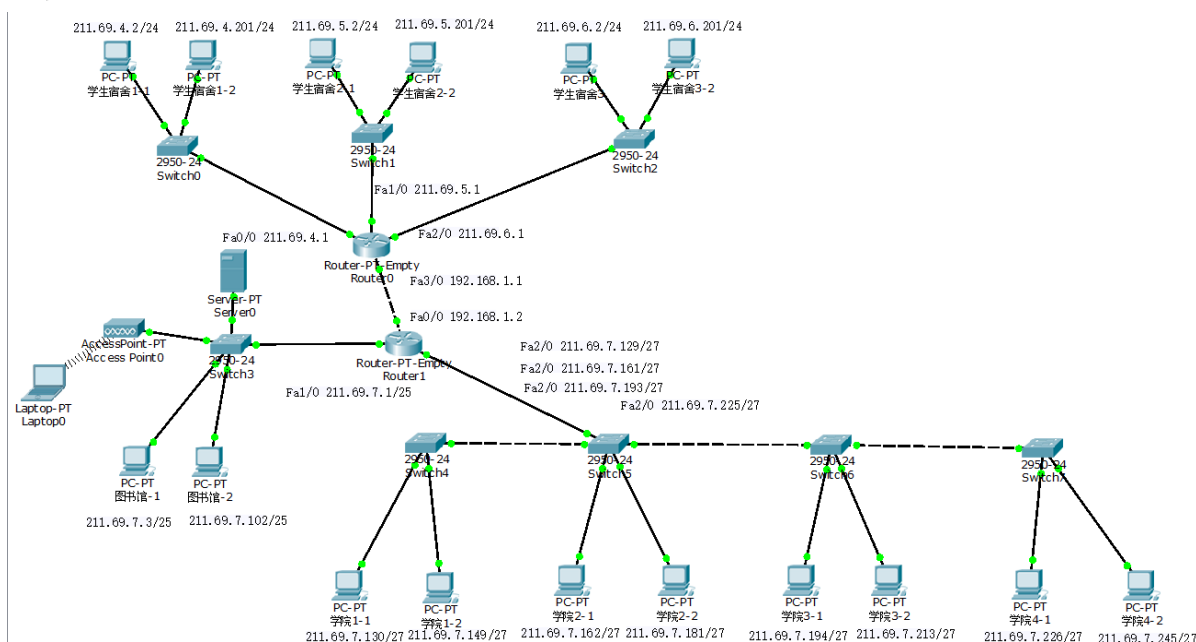 211.69.4.2/24
211.69.4.201/24
211.69.5.2/24
211.69.5.201/24
211.69.6.2/24
211.69.6.201/24
PC-PT
学生宿舍1-1
PC-PT
学生宿舍1-2
PC-PT
学生宿舍2-1
PC-PT
学生宿舍2-2
PC-PT
学生宿舍3
PC-PT
学生宿舍3-2
2950-24
Switch0
2950-24
Switch1
2950-24
Switch2
Fa1/0 211.69.5.1
Fa0/0 211.69.4.1
Fa2/0 211.69.6.1
Router-PT-Empty
Router0
Fa3/0 192.168.1.1
Server-PT
Server0
Fa0/0 192.168.1.2
AccessPoint-PT
Access Point0
2950-24
Switch3
Router-PT-Empty
Router1
Fa2/0 211.69.7.129/27
Fa2/0 211.69.7.161/27
Fa2/0 211.69.7.193/27
Fa2/0 211.69.7.225/27
Fa1/0 211.69.7.1/25
Laptop-PT
Laptop0
2950-24
Switch4
2950-24
Switch5
2950-24
Switch6
2950-24
Switch7
PC-PT
图书馆-1
PC-PT
图书馆-2
211.69.7.3/25
211.69.7.102/25
PC-PT
学院1-1
PC-PT
学院1-2
PC-PT
学院2-1
PC-PT
学院2-2
PC-PT
学院3-1
PC-PT
学院3-2
PC-PT
学院4-1
PC-PT
学院4-2
211.69.7.130/27
211.69.7.149/27
211.69.7.162/27
211.69.7.181/27
211.69.7.194/27
211.69.7.213/27
211.69.7.226/27
211.69.7.245/27